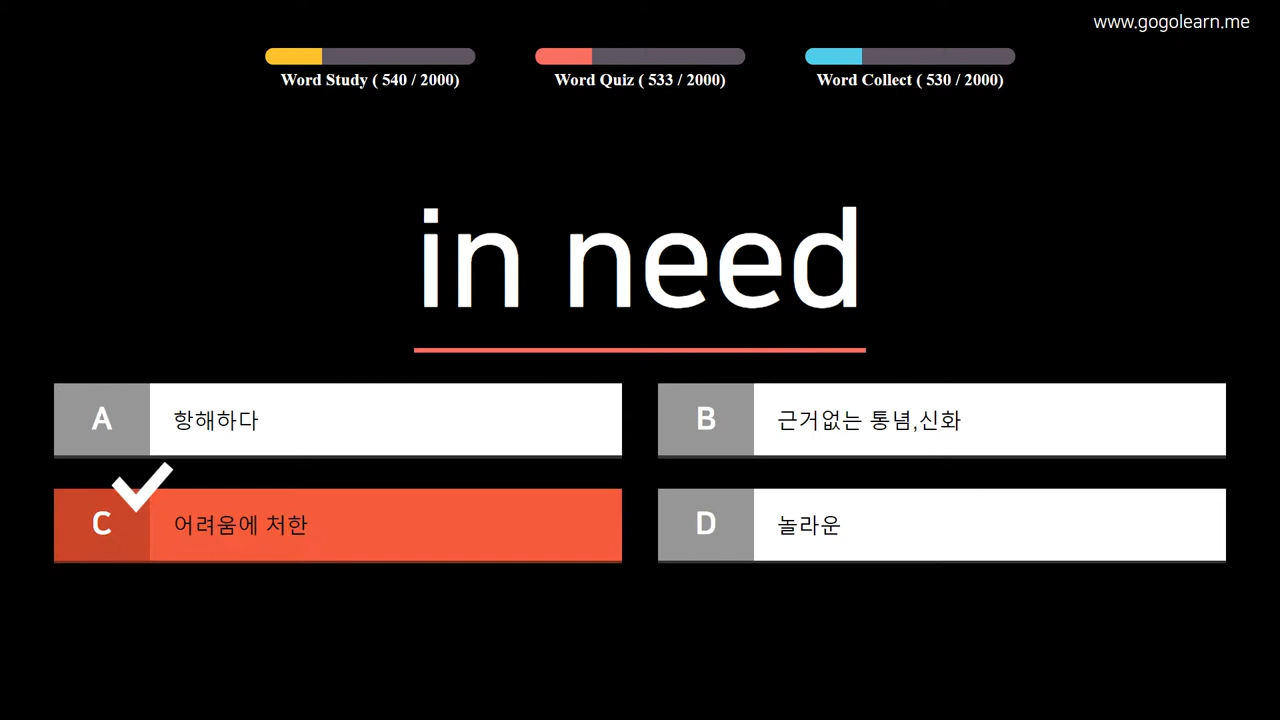 www.gogolearn.me
Word Study ( 540 / 2000)
Word Quiz ( 533 / 2000)
Word Collect ( 530 / 2000)
in need
A
항해하다
B
근거없는 통념,신화
C
어려움에 처한
D
놀라운